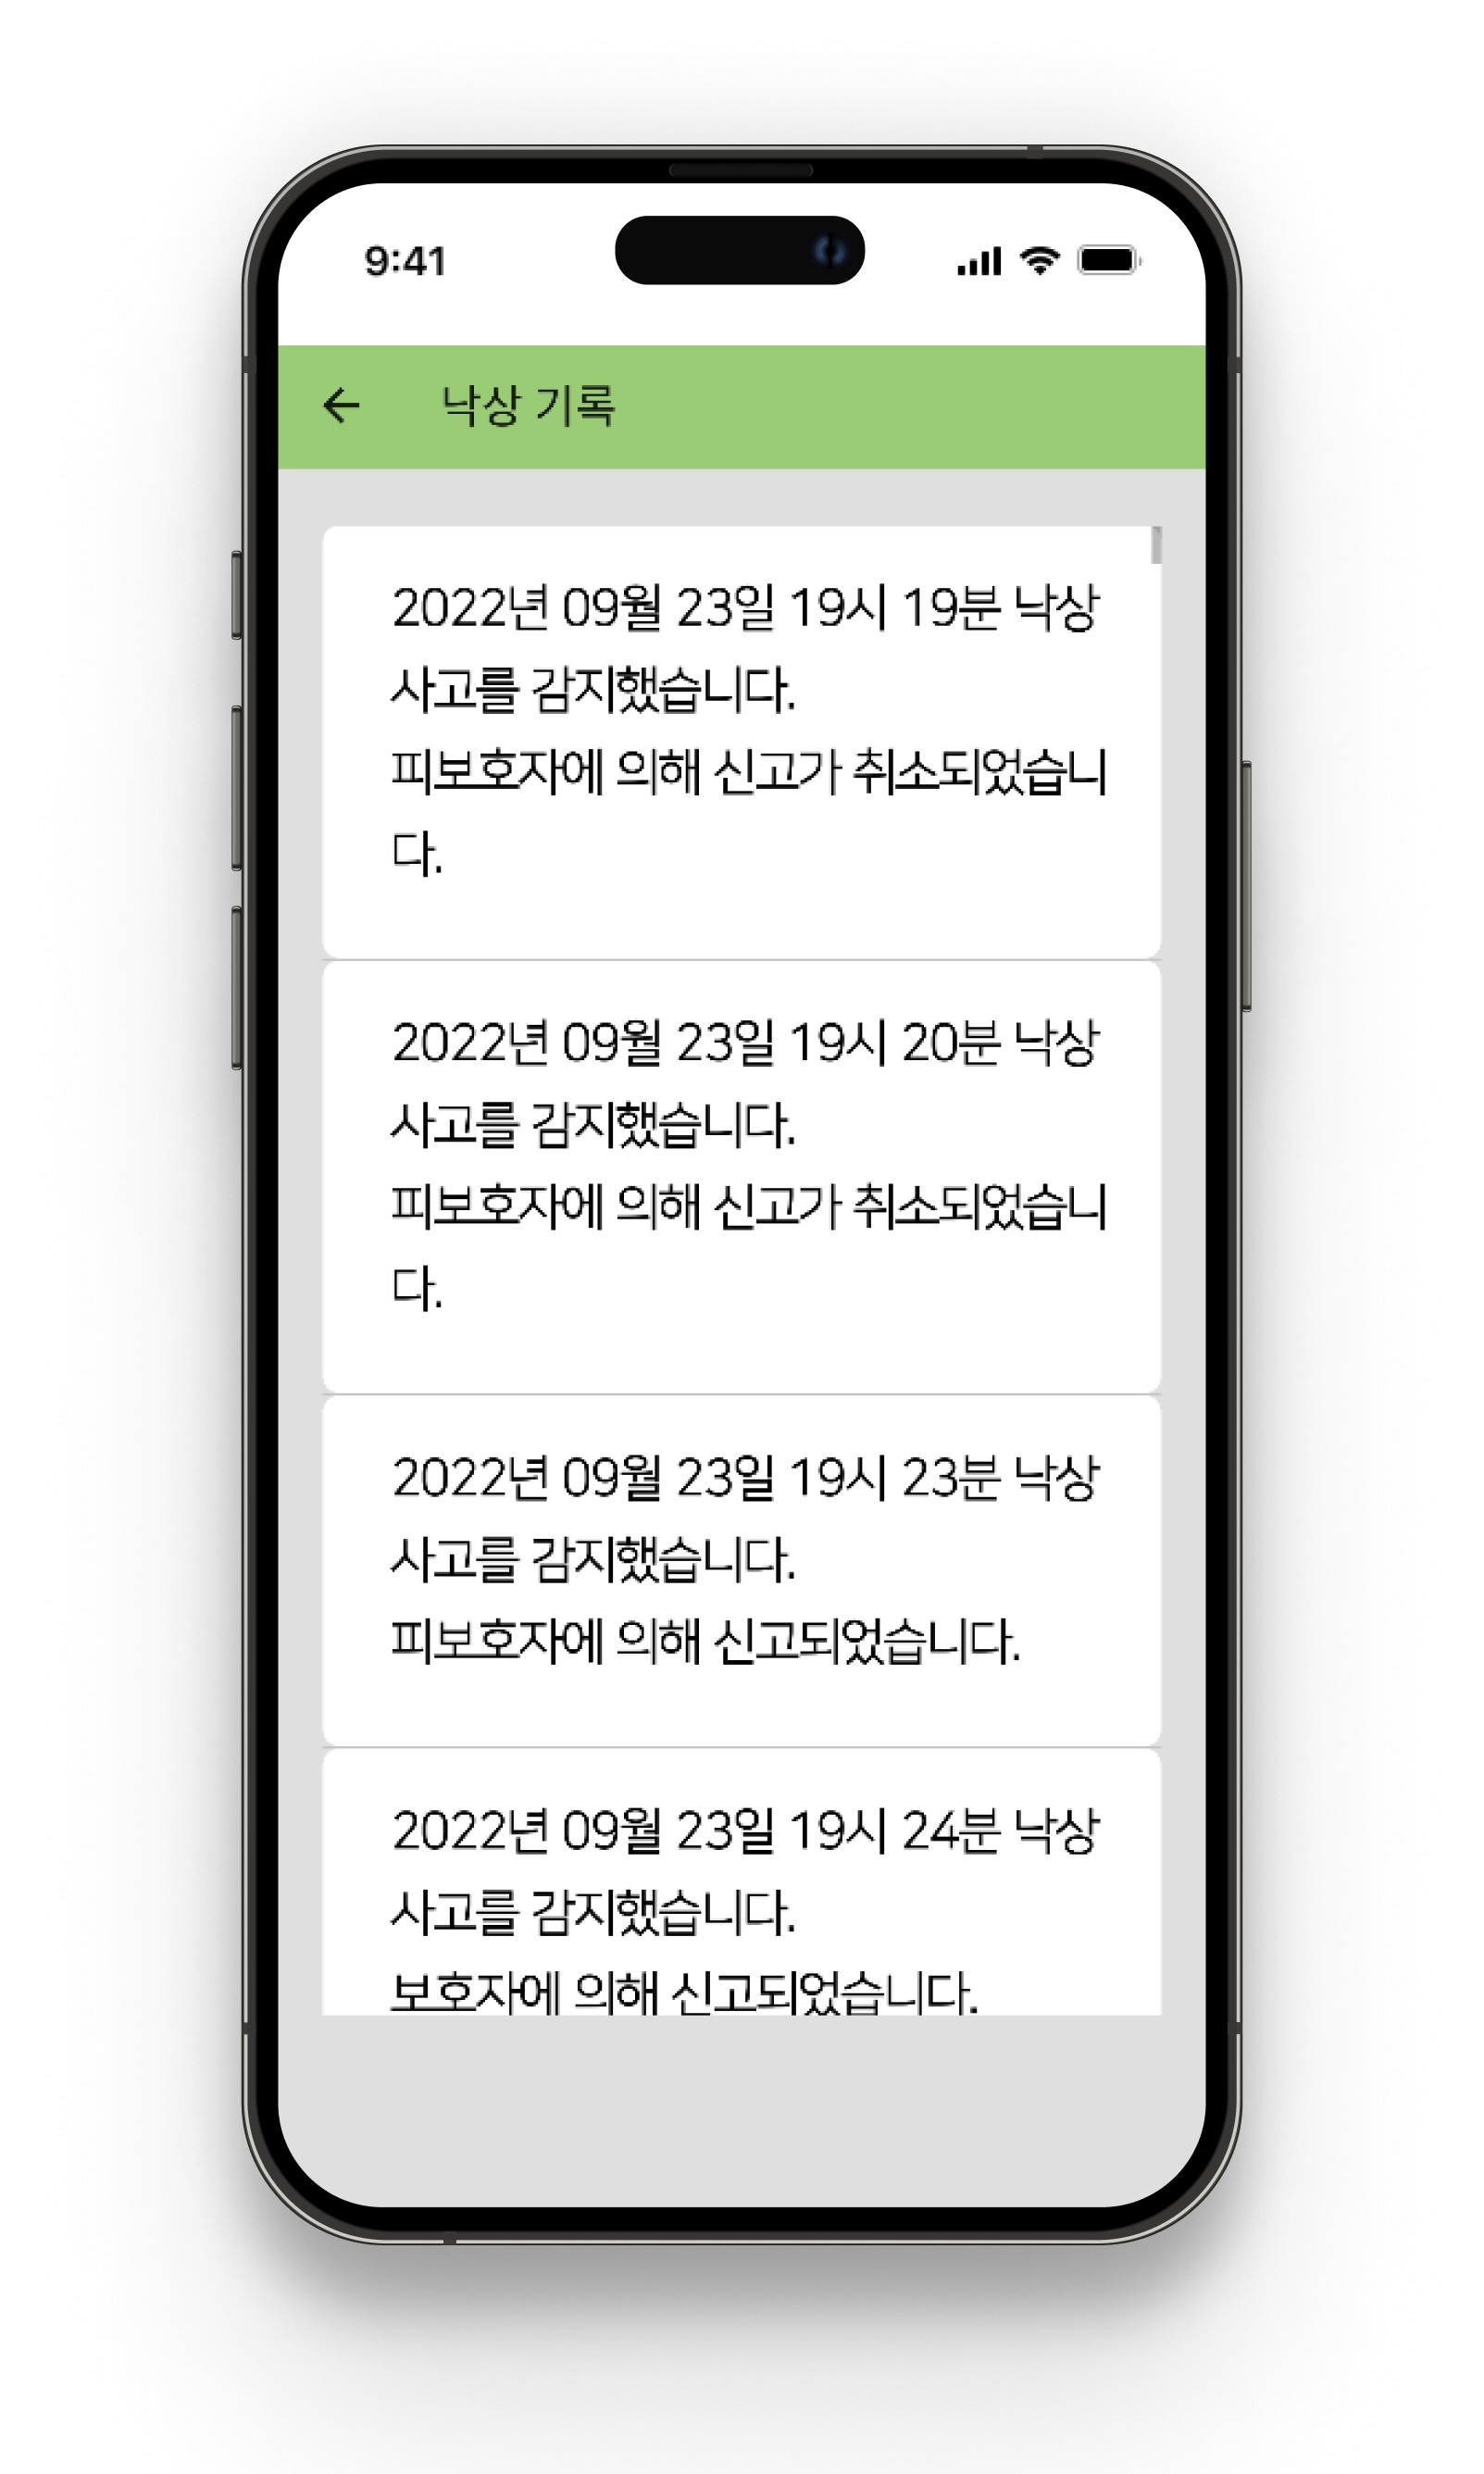 9:41
낙상 기록
2022년 09월 23일 19시 19분 낙상
사고를 감지했습니다.
피보호자에 의해 신고가 취소되었습니
다.
2022년 09월 23일 19시 20분 낙상
사고를 감지했습니다.
피보호자에 의해 신고가 취소되었습니
다.
2022년 09월 23일 19시 23분 낙상
사고를 감지했습니다.
피보호자에 의해 신고되었습니다.
2022년 09월 23일 19시 24분 낙상
사고를 감지했습니다.
보호자에 의해 신고되었습니다.